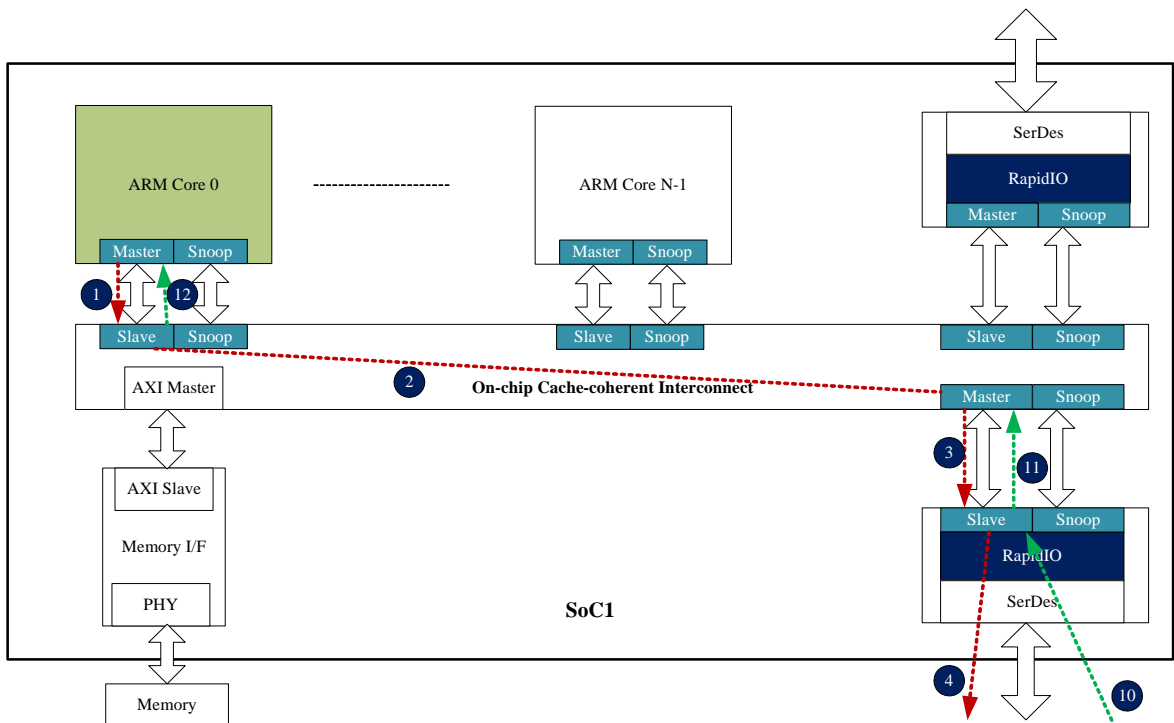 SerDes
ARM Core 0
ARM Core N-1
RapidIO
Master Snoop
Master Snoop
Master Snoop
1
12
Slave Snoop
Slave Snoop
Slave Snoop
2
On-chip Cache-coherent Interconnect
AXI Master
Master Snoop
3
11
AXI Slave
Slave Snoop
Memory I/F
RapidIO
PHY
SerDes
SoC1
4
10
Memory